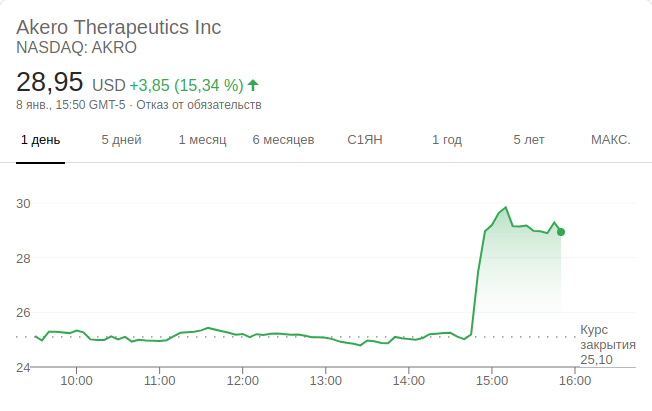 Akero Therapeutics Inc
NASDAQ: AKRO
28,95 USD +3,85 (15,34 %)
8 янв., 15:50 GMT-5 · Отказ от обязательств
1 день 5 дней 1 месяц 6 месяцев С1ЯН 1 год 5 лет МАКС.
30
28
26
24
Курс
закрытия
25,10
10:00 11:00 12:00 13:00 14:00 15:00 16:00